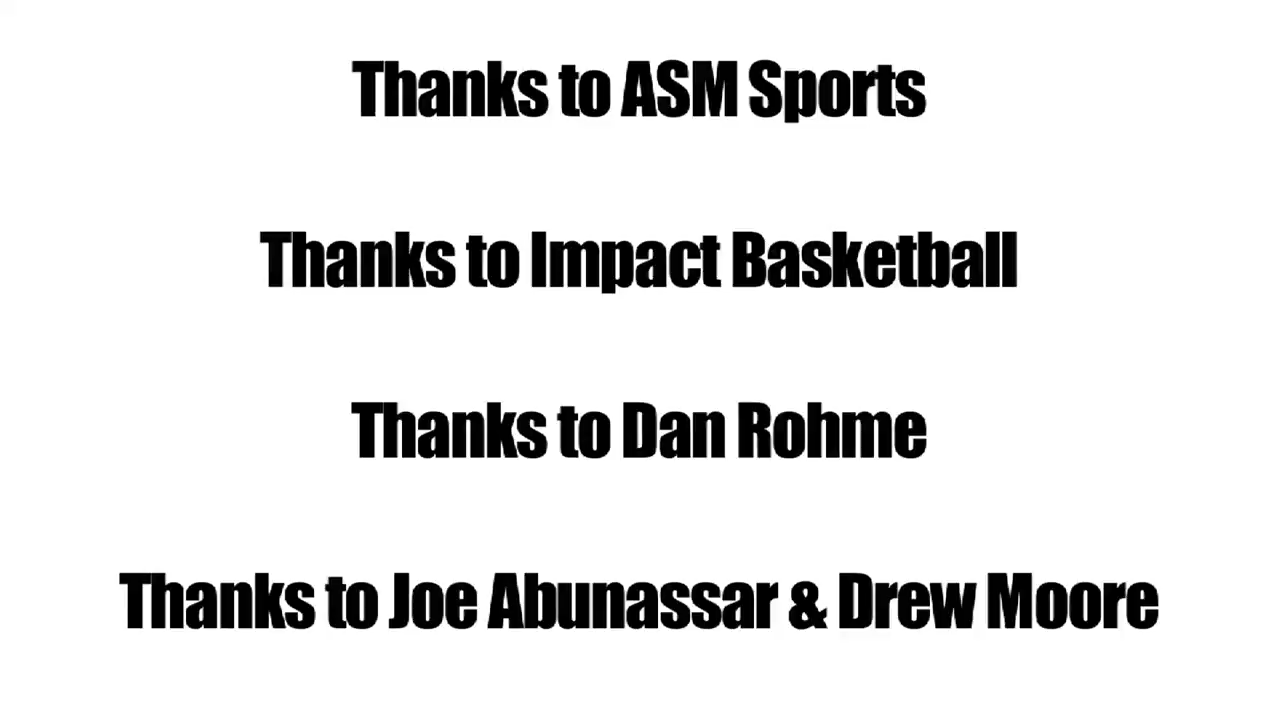 Thanks to ASM Sports
Thanks to Impact Basketball
Thanks to Dan Rohme
Thanks to Joe Abunassar & Drew Moore